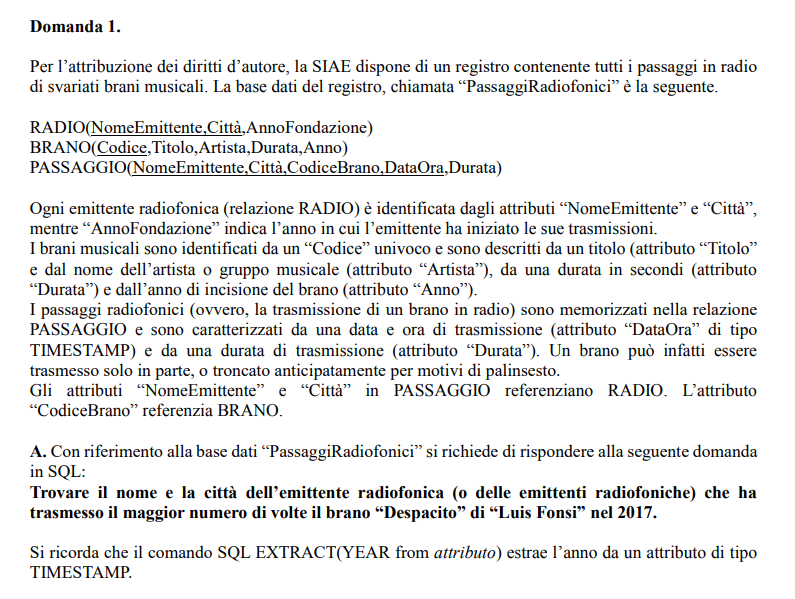 Domanda 1.
Per l’attribuzione dei diritti d’autore, la SIAE dispone di un registro contenente tutti i passaggi in radio
di svariati brani musicali. La base dati del registro, chiamata “PassaggiRadiofonici” è la seguente.
RADIO(NomeEmittente,Città,AnnoFondazione)
BRANO(Codice,Titolo,Artista,Durata,Anno)
PASSAGGIO(NomeEmittente,Città,CodiceBrano,DataOra,Durata)
Ogni emittente radiofonica (relazione RADIO) è identificata dagli attributi “NomeEmittente” e “Città”,
mentre “AnnoFondazione” indica l’anno in cui l’emittente ha iniziato le sue trasmissioni.
I brani musicali sono identificati da un “Codice” univoco e sono descritti da un titolo (attributo “Titolo”
e dal nome dell’artista o gruppo musicale (attributo “Artista”), da una durata in secondi (attributo
“Durata”) e dall’anno di incisione del brano (attributo “Anno”).
I passaggi radiofonici (ovvero, la trasmissione di un brano in radio) sono memorizzati nella relazione
PASSAGGIO e sono caratterizzati da una data e ora di trasmissione (attributo “DataOra” di tipo
TIMESTAMP) e da una durata di trasmissione (attributo “Durata”). Un brano può infatti essere
trasmesso solo in parte, o troncato anticipatamente per motivi di palinsesto.
Gli attributi “NomeEmittente” e “Città” in PASSAGGIO referenziano RADIO. L’attributo
“CodiceBrano” referenzia BRANO.
A. Con riferimento alla base dati “PassaggiRadiofonici” si richiede di rispondere alla seguente domanda
in SQL:
Trovare il nome e la città dell’emittente radiofonica (o delle emittenti radiofoniche) che ha
trasmesso il maggior numero di volte il brano “Despacito” di “Luis Fonsi” nel 2017.
Si ricorda che il comando SQL EXTRACT(YEAR from attributo) estrae l’anno da un attributo di tipo
TIMESTAMP.